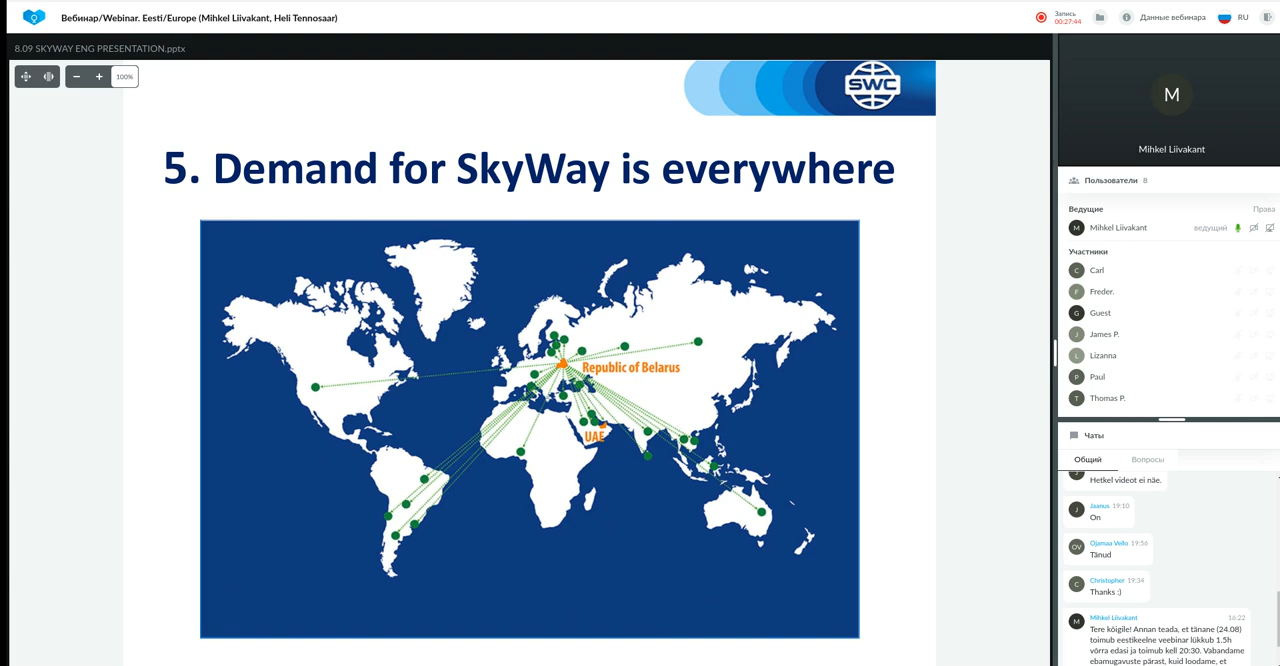 Вебинар/Webinar. Eesti/Europe (Mihkel Liivakant, Heli Tennosaar)
Запись
00:27:44
Данные вебинара
RU
8.09 SKYWAY ENG PRESENTATION.pptx
100%
SWC
5. Demand for SkyWay is everywhere
Republic of Belarus
UAE
M
Mihkel Liivakant
Пользователи 8
Ведущие Права
M Mihkel Liivakant ведущий
Участники
C Carl
F Freder.
G Guest
J James P.
L Lizanna
P Paul
T Thomas P.
Чаты
Общий Вопросы
Hetkel videot ei näe.
J Jaanus 19:10
On
OV Ojamaa Vello 19:56
Tänud
C Christopher 19:34
Thanks :)
M Mihkel Liivakant 16:22
Tere kõigile! Annan teada, et tänane (24.08)
toimub eestikeelne veebinar lükkub 1.5h
võrra edasi ja toimub kell 20:30. Vabandame
ebamugavuste pärast, kuid loodame, et